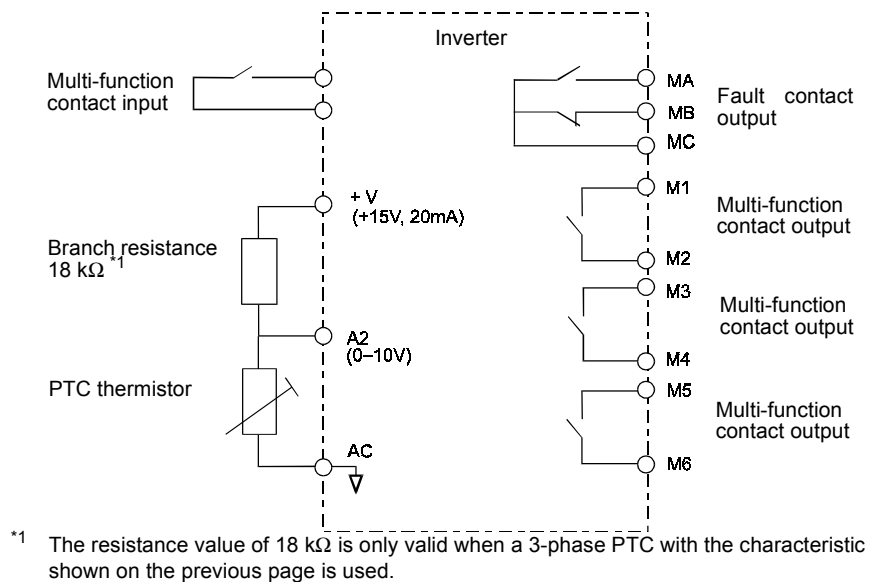 Inverter
Multi-function
contact input
MA
MB
MC
Fault contact
output
+ V
(+15V, 20mA)
Branch resistance
18 kΩ *1
A2
(0–10V)
PTC thermistor
AC
M1
M2
Multi-function
contact output
M3
M4
Multi-function
contact output
M5
M6
Multi-function
contact output
*1 The resistance value of 18 kΩ is only valid when a 3-phase PTC with the characteristic
shown on the previous page is used.